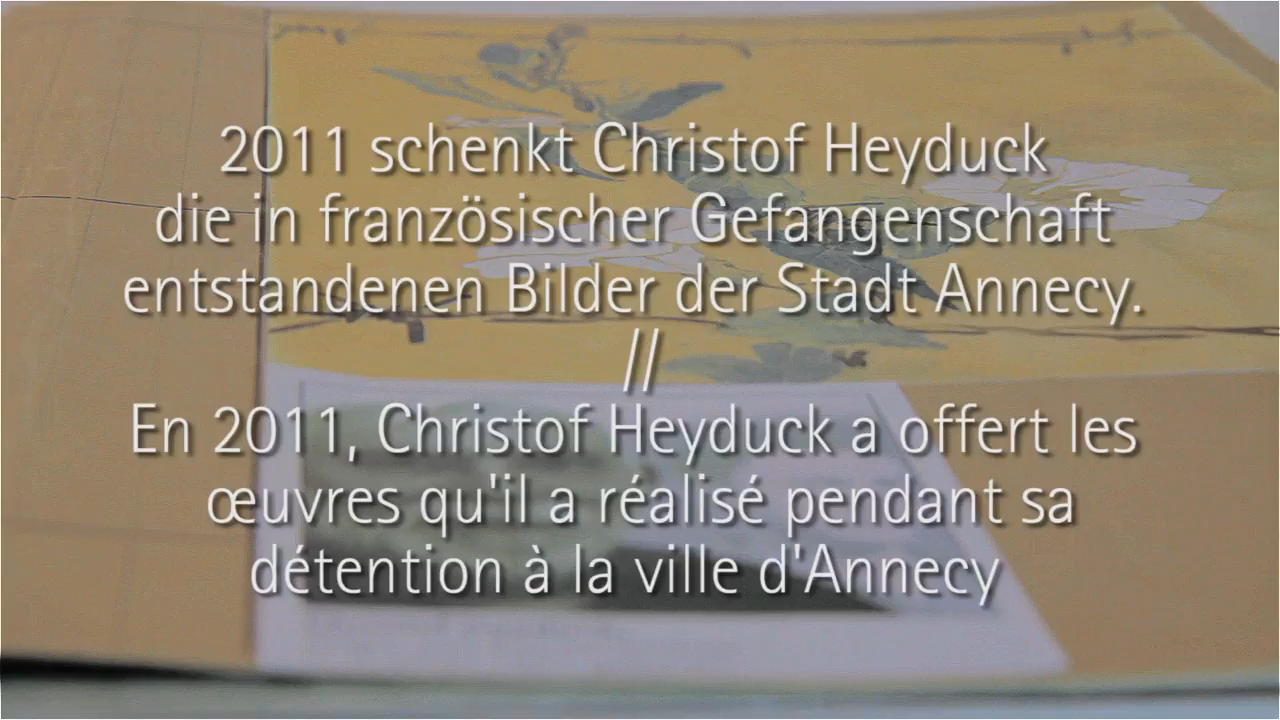 2011 schenkt Christof Heyduck
die in französischer Gefangenschaft
entstandenen Bilder der Stadt Annecy.
//
En 2011, Christof Heyduck a offert les
œuvres qu'il a réalisé pendant sa
détention à la ville d'Annecy